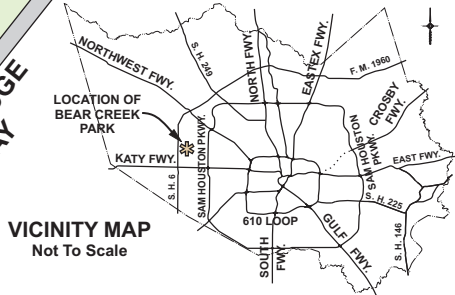 DGE
AY
NORTHWEST FWY.
S. H. 249
NORTH FWY.
EASTEX FWY.
F. M. 1960
CROSBY
FWY.
LOCATION OF
BEAR CREEK
PARK
SAM HOUSTON PKWY.
SAM HOUSTON
PKWY.
KATY FWY.
EAST FWY.
S. H. 6
S. H. 225
610 LOOP
GULF
FWY.
SOUTH
FWY.
S. H. 146
VICINITY MAP
Not To Scale